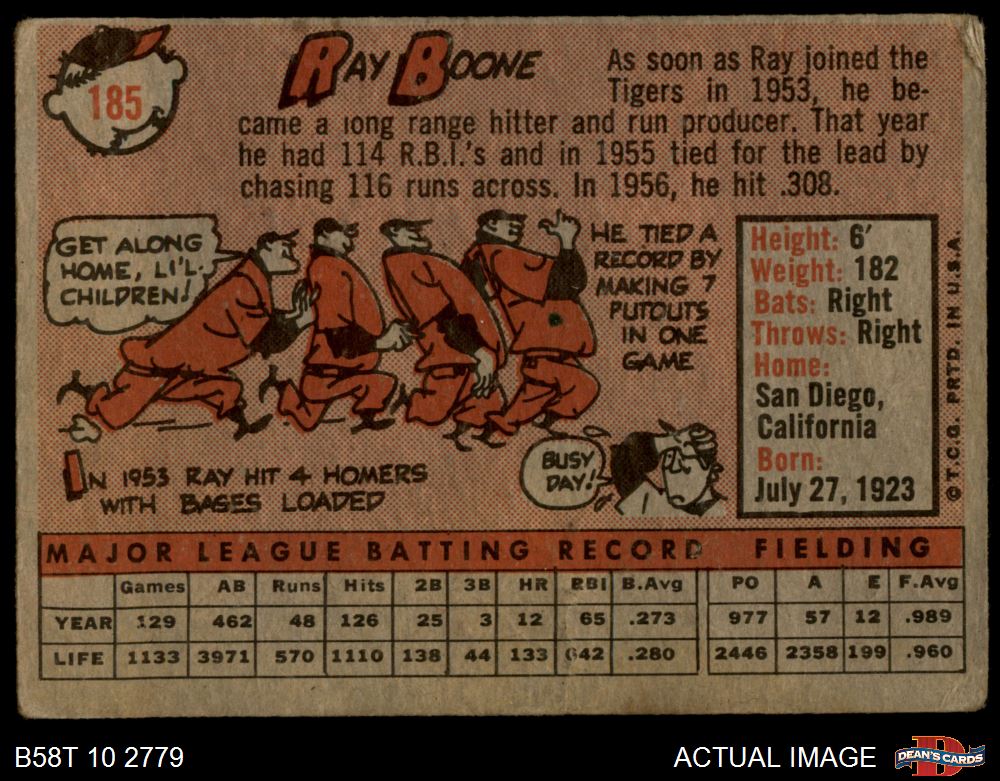 185
RAY BOONE
As soon as Ray joined the
Tigers in 1953, he be-
came a long range hitter and run producer. That year
he had 114 R.B.I.'s and in 1955 tied for the lead by
chasing 116 runs across. In 1956, he hit .308.
GET ALONG
HOME, LI'L
CHILDREN!
HE TIED A
RECORD BY
MAKING 7
PUTOUTS
IN ONE
GAME
Height: 6'
Weight: 182
Bats: Right
Throws: Right
Home:
San Diego,
California
Born:
July 27, 1923
© T.C.G. PRTD. IN U.S.A.
IN 1953 RAY HIT 4 HOMERS
WITH BASES LOADED
BUSY
DAY!
MAJOR LEAGUE BATTING RECORD FIELDING
Games AB Runs Hits 2B 3B HR RBI B.Avg PO A E F.Avg
YEAR 129 462 48 126 25 3 12 65 .273 977 57 12 .989
LIFE 1133 3971 570 1110 138 44 133 642 .280 2446 2358 199 .960
B58T 10 2779
ACTUAL IMAGE
D
DEAN'S CARDS